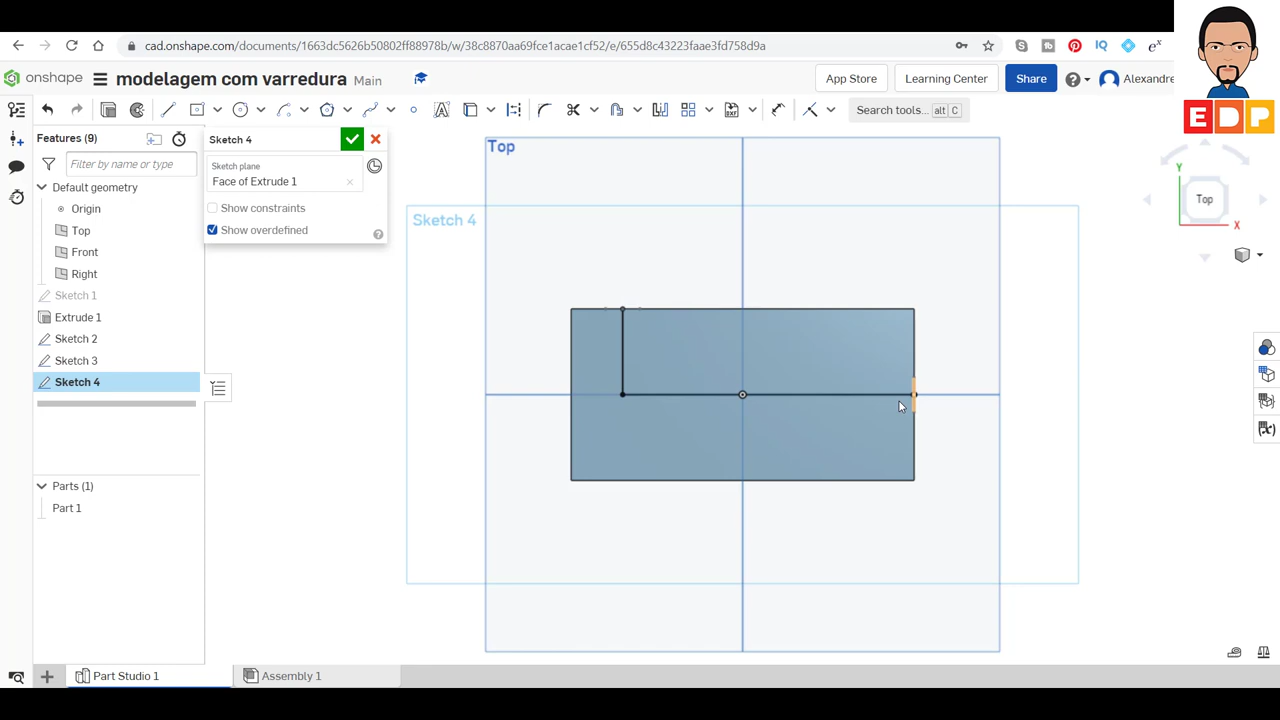 cad.onshape.com/documents/1663dc5626b50802ff88978b/w/38c8870aa69fce1acae1cf52/e/655d8c43223faae3fd758d9a
onshape
modelagem com varredura Main
App Store
Learning Center
Share
Alexandre
EDP
Search tools... alt C
Features (9)
Filter by name or type
Default geometry
Origin
Top
Front
Right
Sketch 1
Extrude 1
Sketch 2
Sketch 3
Sketch 4
Parts (1)
Part 1
Sketch 4
Sketch plane
Face of Extrude 1
Show constraints
Show overdefined
Top
Sketch 4
Y
Top
X
Part Studio 1
Assembly 1